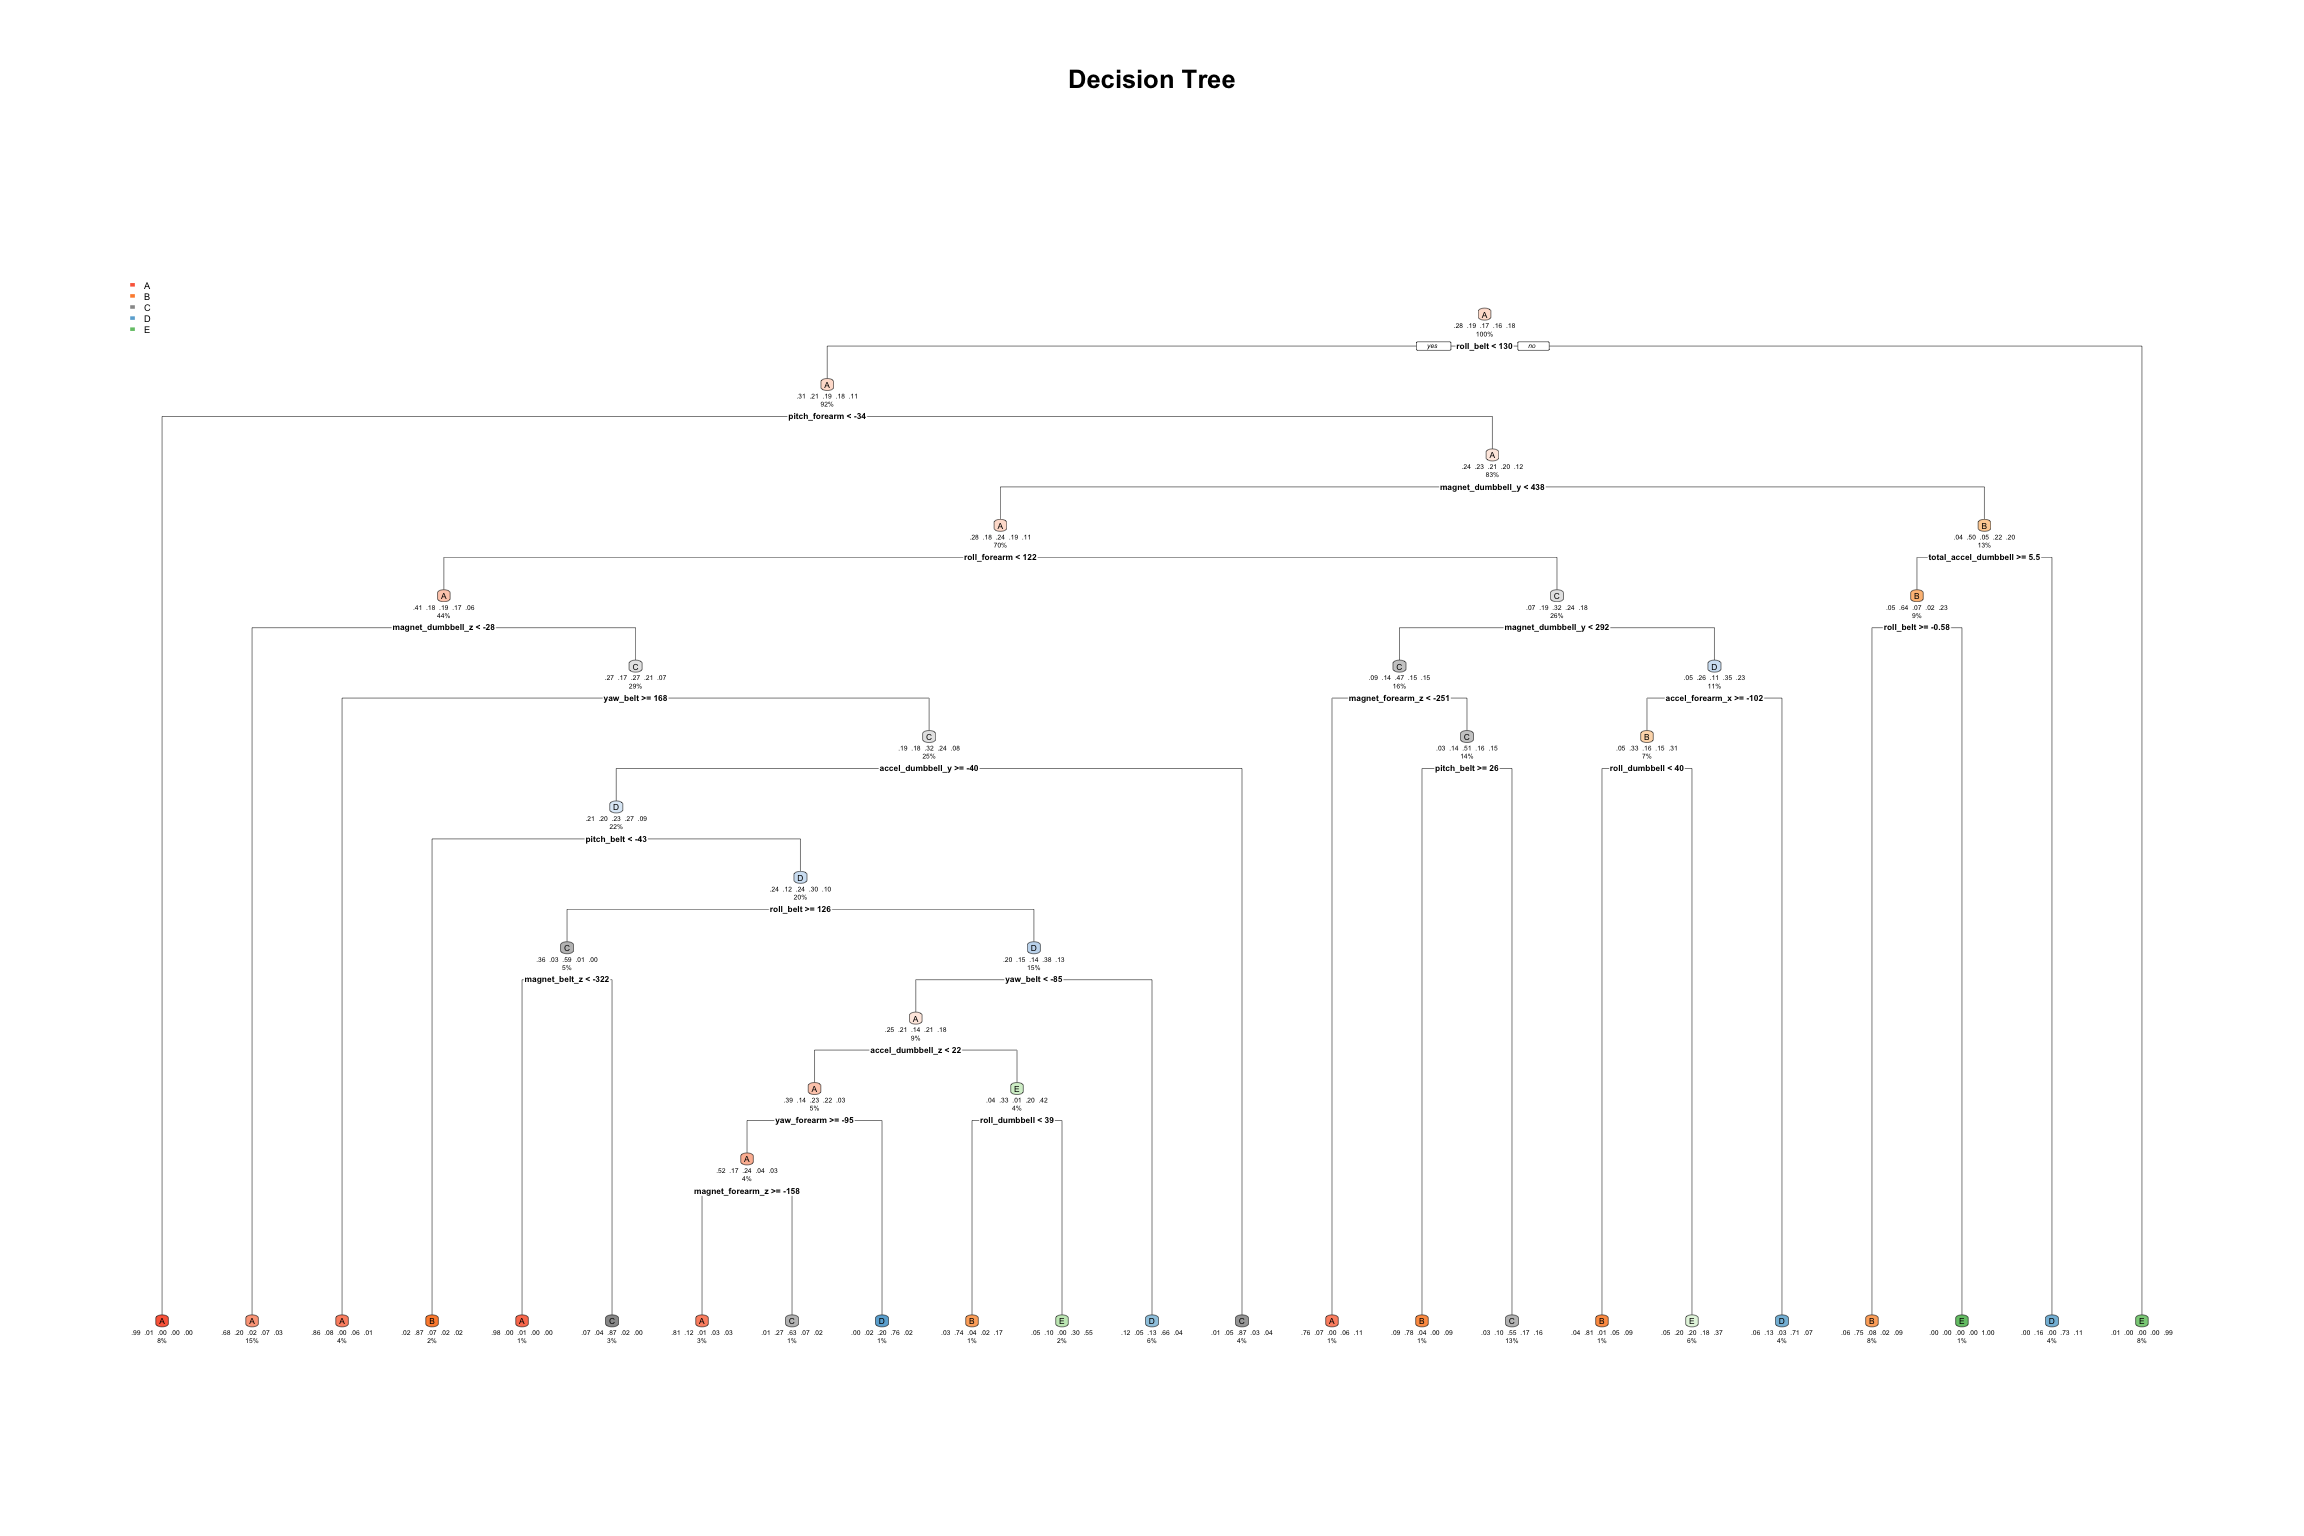 Decision Tree
A
B
C
D
E
A
.28 .19 .17 .16 .18
100%
yes roll_belt < 130 no
A
.31 .21 .19 .18 .11
92%
pitch_forearm < -34
A
.24 .23 .21 .20 .12
83%
magnet_dumbbell_y < 438
A B
.28 .18 .24 .19 .11 .04 .50 .05 .22 .20
70% 13%
roll_forearm < 122 total_accel_dumbbell >= 5.5
A C B
.41 .18 .19 .17 .06 .07 .19 .32 .24 .18 .05 .64 .07 .02 .23
44% 26% 9%
magnet_dumbbell_z < -28 magnet_dumbbell_y < 292 roll_belt >= -0.58
C C D
.27 .17 .27 .21 .07 .09 .14 .47 .15 .15 .05 .26 .11 .35 .23
29% 16% 11%
yaw_belt >= 168 magnet_forearm_z < -251 accel_forearm_x >= -102
C C B
.19 .18 .32 .24 .08 .03 .14 .51 .16 .15 .05 .33 .16 .15 .31
25% 14% 7%
accel_dumbbell_y >= -40 pitch_belt >= 26 roll_dumbbell < 40
D
.21 .20 .23 .27 .09
22%
pitch_belt < -43
D
.24 .12 .24 .30 .10
20%
roll_belt >= 126
C D
.36 .03 .59 .01 .00 .20 .15 .14 .38 .13
5% 15%
magnet_belt_z < -322 yaw_belt < -85
A
.25 .21 .14 .21 .18
9%
accel_dumbbell_z < 22
A E
.39 .14 .23 .22 .03 .04 .33 .01 .20 .42
5% 4%
yaw_forearm >= -95 roll_dumbbell < 39
A
.52 .17 .24 .04 .03
4%
magnet_forearm_z >= -158
A A A B A C A C D B E D C A B C B E D B E D E
.99 .01 .00 .00 .00 .68 .20 .02 .07 .03 .86 .08 .00 .06 .01 .02 .87 .07 .02 .02 .98 .00 .01 .00 .00 .07 .04 .87 .02 .00 .81 .12 .01 .03 .03 .01 .27 .63 .07 .02 .00 .02 .20 .76 .02 .03 .74 .04 .02 .17 .05 .10 .00 .30 .55 .12 .05 .13 .66 .04 .01 .05 .87 .03 .04 .76 .07 .00 .06 .11 .09 .78 .04 .00 .09 .03 .10 .55 .17 .16 .04 .81 .01 .05 .09 .05 .20 .20 .18 .37 .06 .13 .03 .71 .07 .06 .75 .08 .02 .09 .00 .00 .00 .00 1.00 .00 .16 .00 .73 .11 .01 .00 .00 .00 .99
8% 15% 4% 2% 1% 3% 3% 1% 1% 1% 2% 6% 4% 1% 1% 13% 1% 6% 4% 8% 1% 4% 8%